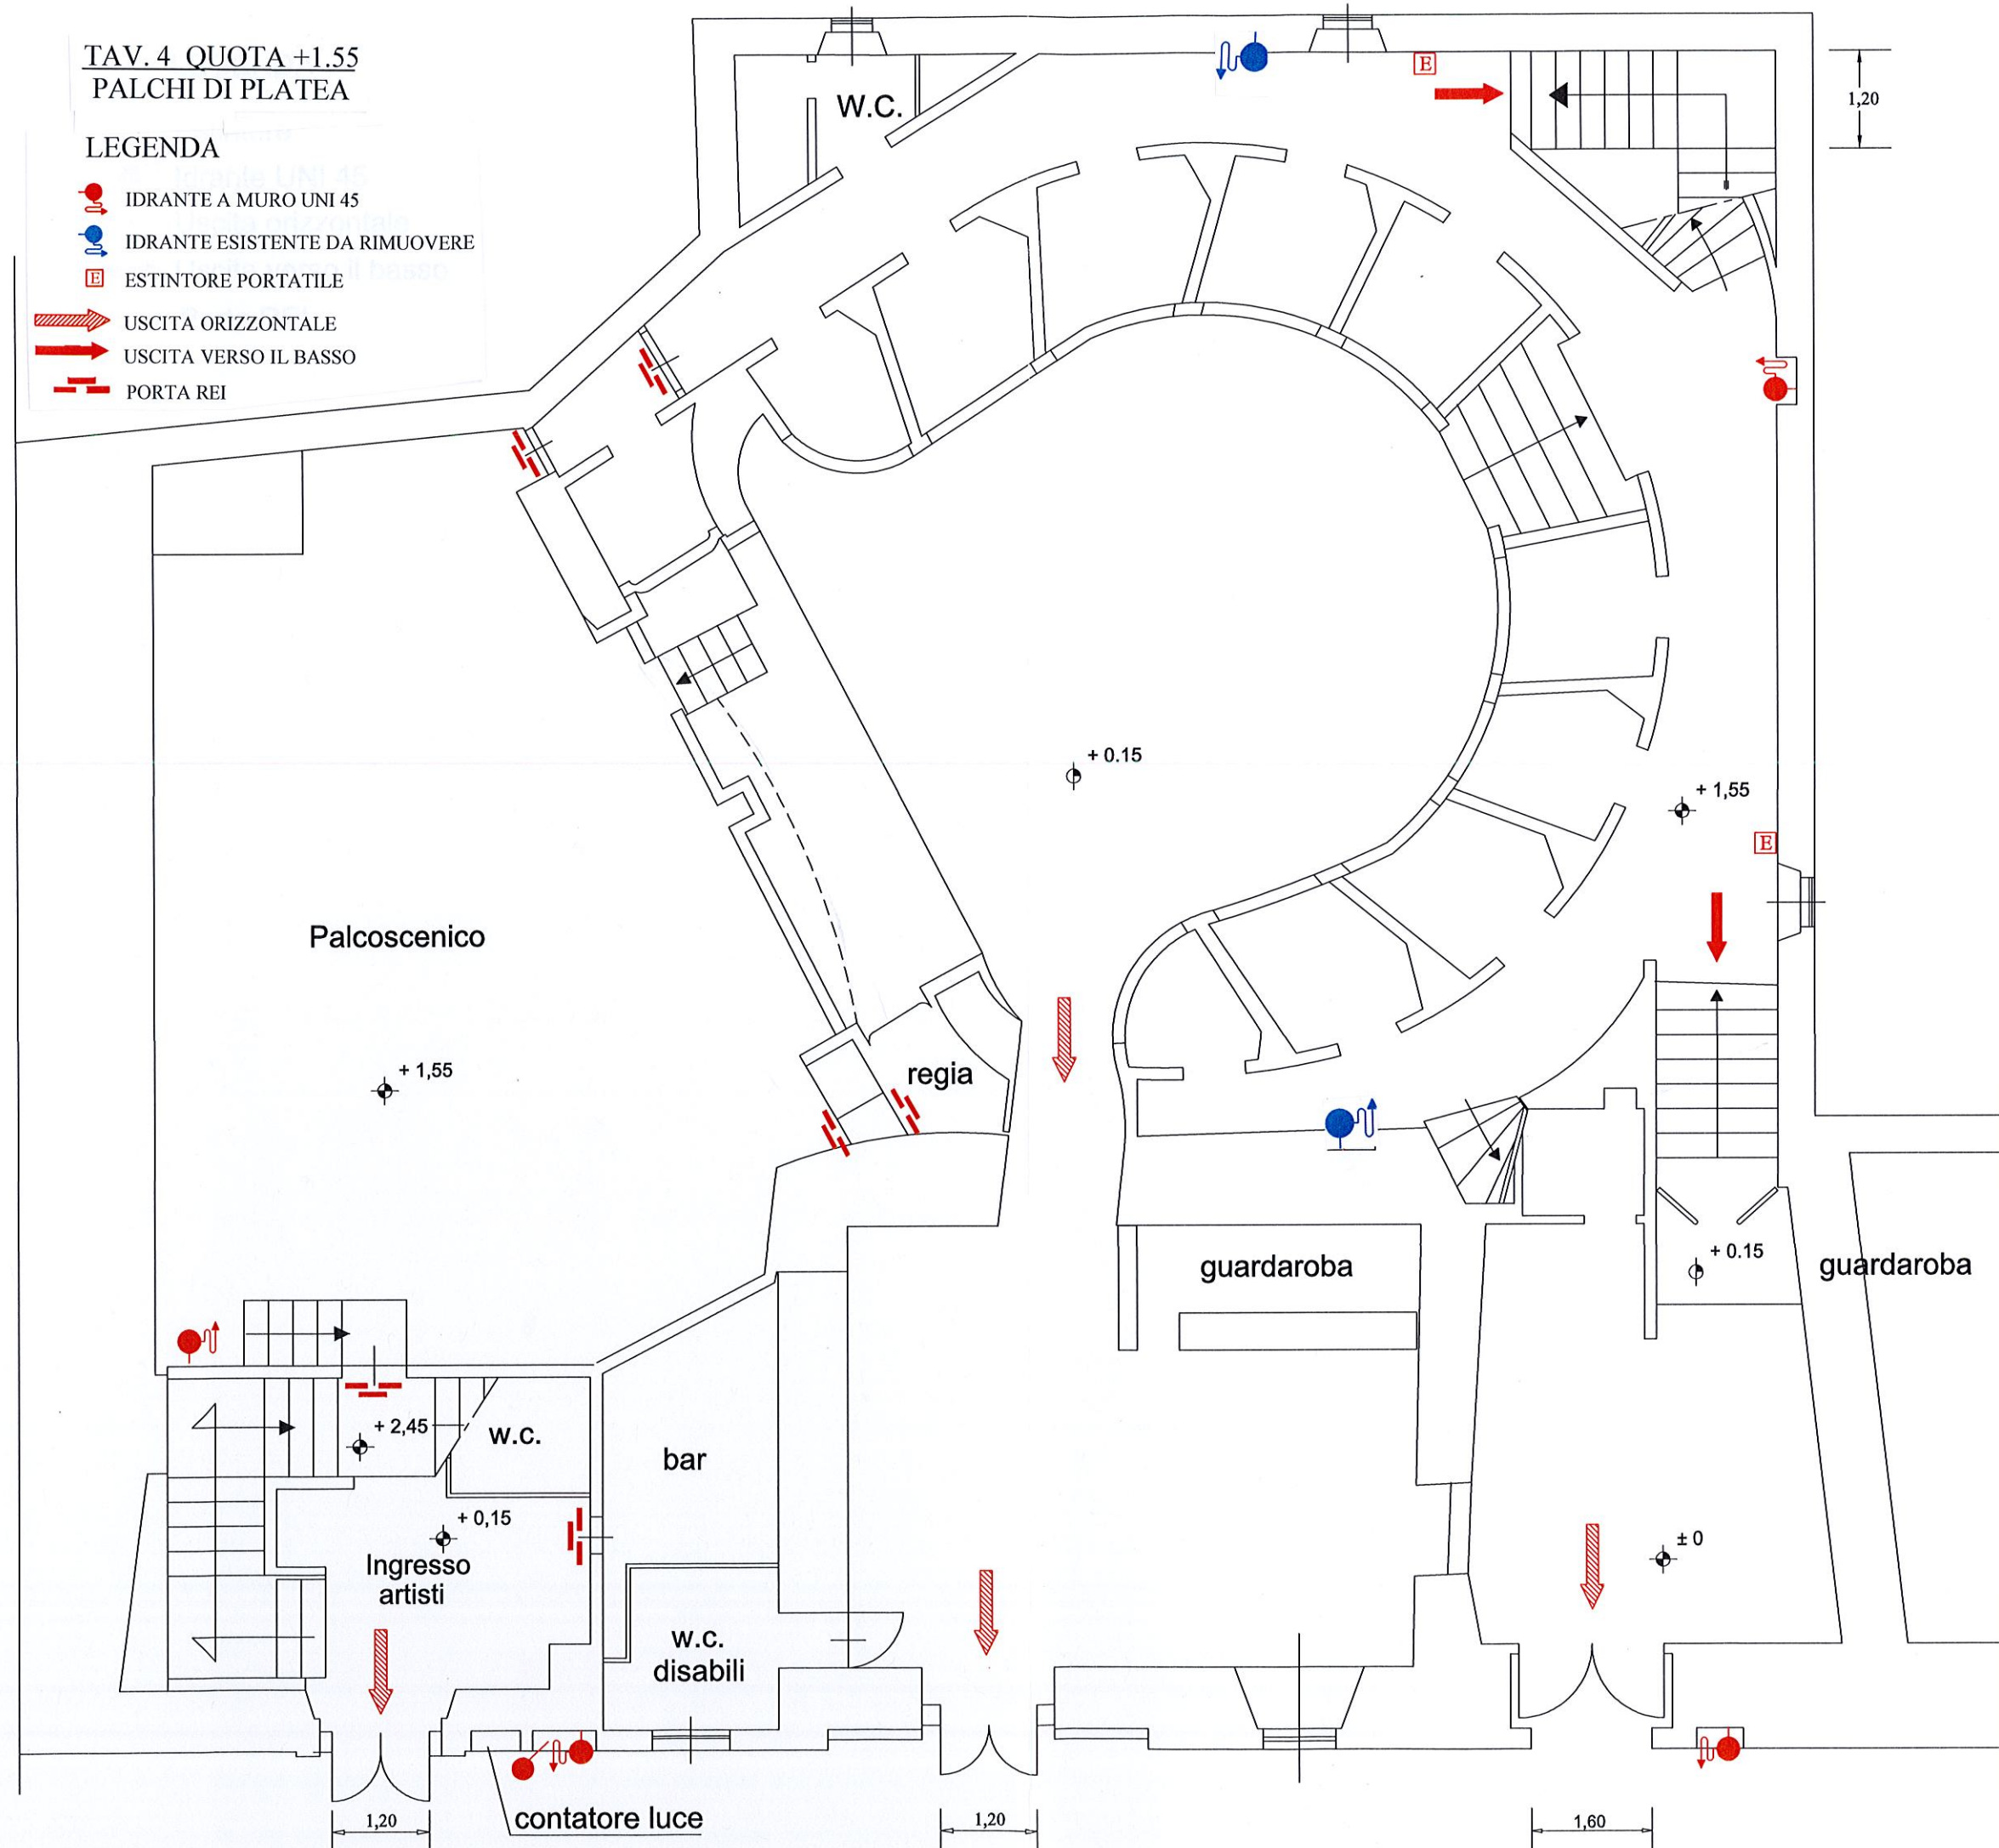 TAV. 4 QUOTA +1.55
PALCHI DI PLATEA
LEGENDA
IDRANTE A MURO UNI 45
IDRANTE ESISTENTE DA RIMUOVERE
E ESTINTORE PORTATILE
USCITA ORIZZONTALE
USCITA VERSO IL BASSO
PORTA REI
W.C.
E
1,20
+ 0.15
+ 1,55
E
Palcoscenico
+ 1,55
regia
guardaroba
+ 0.15
guardaroba
+ 2,45
w.c.
bar
+ 0,15
Ingresso
artisti
± 0
w.c.
disabili
contatore luce
1,20
1,20
1,60